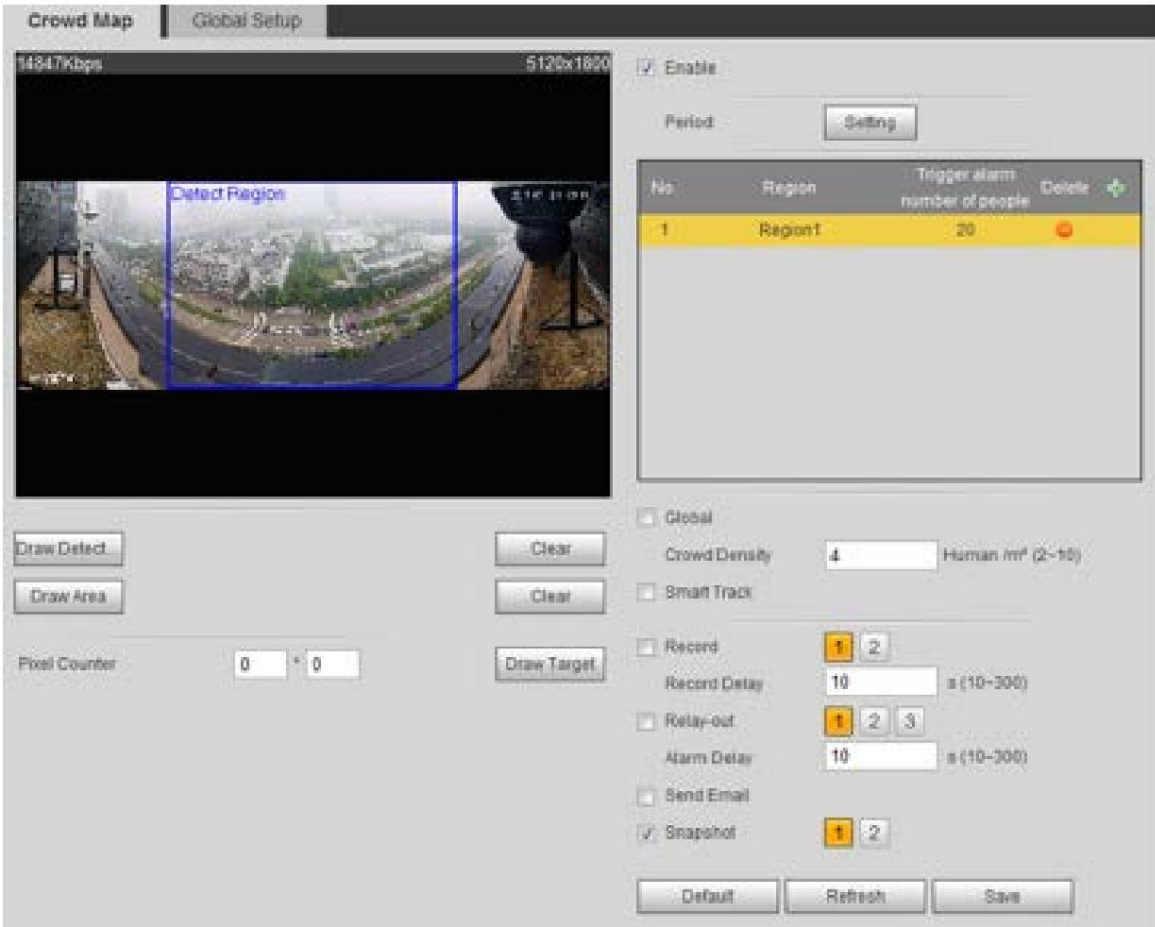 Crowd Map Global Setup
14847Kbps 5120x1800
Detect Region
Enable
Period Setting
No Region Trigger alarm number of people Delete
1 Region1 20
Draw Detect Clear
Draw Area Clear
Pixel Counter 0 * 0 Draw Target
Global
Crowd Density 4 Human /m² (2~10)
Smart Track
Record 1 2
Record Delay 10 s (10~300)
Relay-out 1 2 3
Alarm Delay 10 s (10~300)
Send Email
Snapshot 1 2
Default Refresh Save